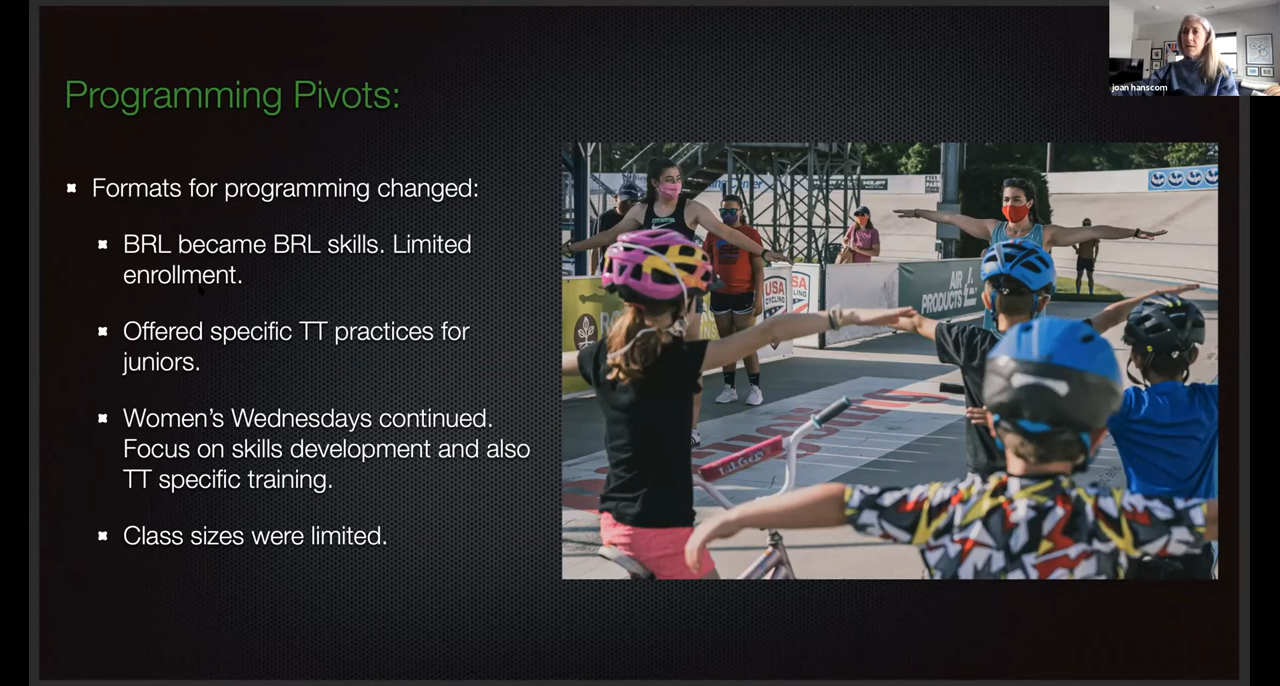 joan hanscom
Programming Pivots:
Formats for programming changed:
BRL became BRL skills. Limited
enrollment.
Offered specific TT practices for
juniors.
Women's Wednesdays continued.
Focus on skills development and also
TT specific training.
Class sizes were limited.
USA
CYCLING
SA
CLING
AIR
PRODUCTS